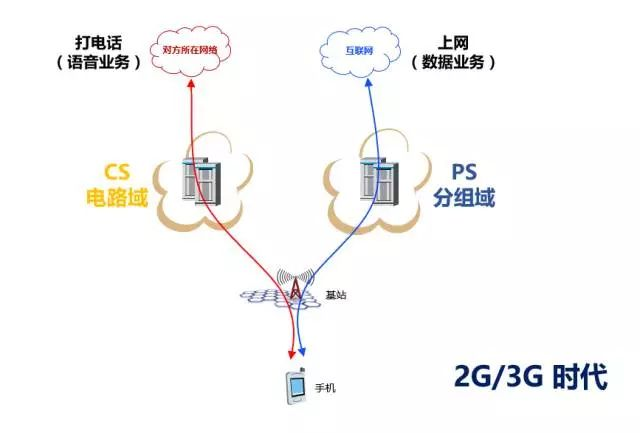 打电话
（语音业务）
对方所在网络
互联网
上网
（数据业务）
CS
电路域
PS
分组域
基站
手机
2G/3G 时代